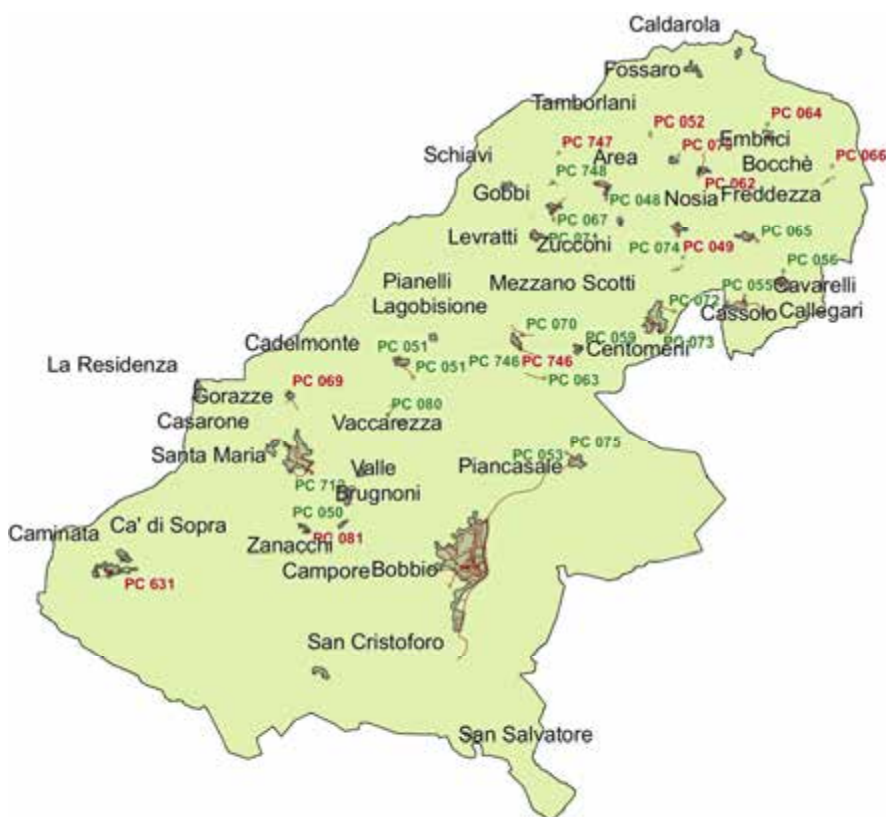 Caldarola
Fossaro
Tamborlani
PC 064
PC 052
Embrici
PC 747
Schiavi
Area
Bocchè
PC 066
PC 748
PC 062
Gobbi
PC 048
Nosia
Freddezza
PC 067
Levratti
PC 071
Zucconi
PC 074
PC 049
PC 065
PC 056
Pianelli
Mezzano Scotti
PC 055
Cavarelli
Lagobisione
PC 072
Cassolo
Callegari
PC 070
Cadelmonte
PC 051
PC 059
Centomerli
PC 073
La Residenza
PC 051
PC 746
PC 746
PC 063
PC 069
Gorazze
PC 080
Casarone
Vaccarezza
Santa Maria
PC 053
PC 075
Valle
Piancasale
Brugnoni
PC 050
Caminata
Ca' di Sopra
Zanacchi
PC 081
Campore
Bobbio
PC 631
San Cristoforo
San Salvatore